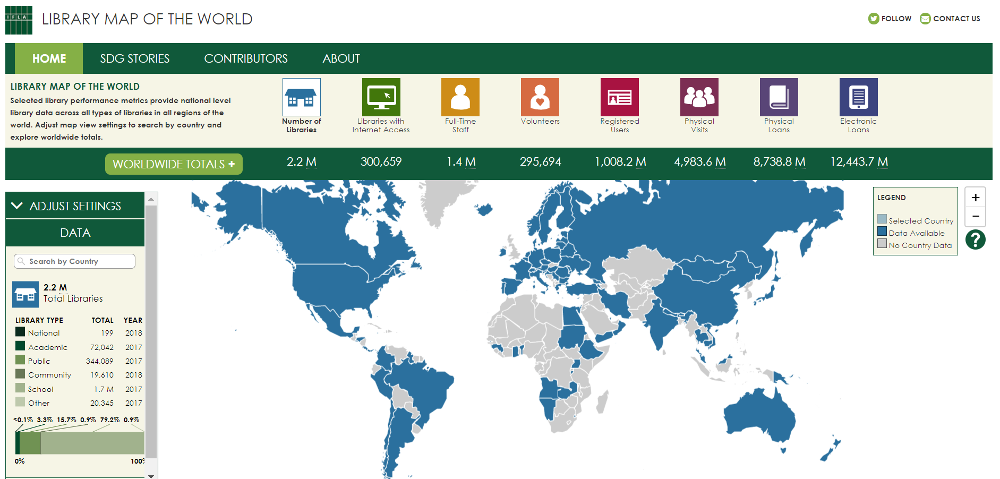 IFLA
LIBRARY MAP OF THE WORLD
FOLLOW
CONTACT US
HOME
SDG STORIES
CONTRIBUTORS
ABOUT
LIBRARY MAP OF THE WORLD
Selected library performance metrics provide national level
library data across all types of libraries in all regions of the
world. Adjust map view settings to search by country and
explore worldwide totals.
Number of
Libraries
Libraries with
Internet Access
Full-Time
Staff
Volunteers
Registered
Users
Physical
Visits
Physical
Loans
Electronic
Loans
WORLDWIDE TOTALS +
2.2 M
300,659
1.4 M
295,694
1,008.2 M
4,983.6 M
8,738.8 M
12,443.7 M
ADJUST SETTINGS
DATA
Search by Country
2.2 M
Total Libraries
LIBRARY TYPE TOTAL YEAR
National 199 2018
Academic 72,042 2017
Public 344,089 2017
Community 19,610 2018
School 1.7 M 2017
Other 20,345 2017
<0.1% 3.3% 15.7% 0.9% 79.2% 0.9%
0% 100%
LEGEND
Selected Country
Data Available
No Country Data
+
−
?